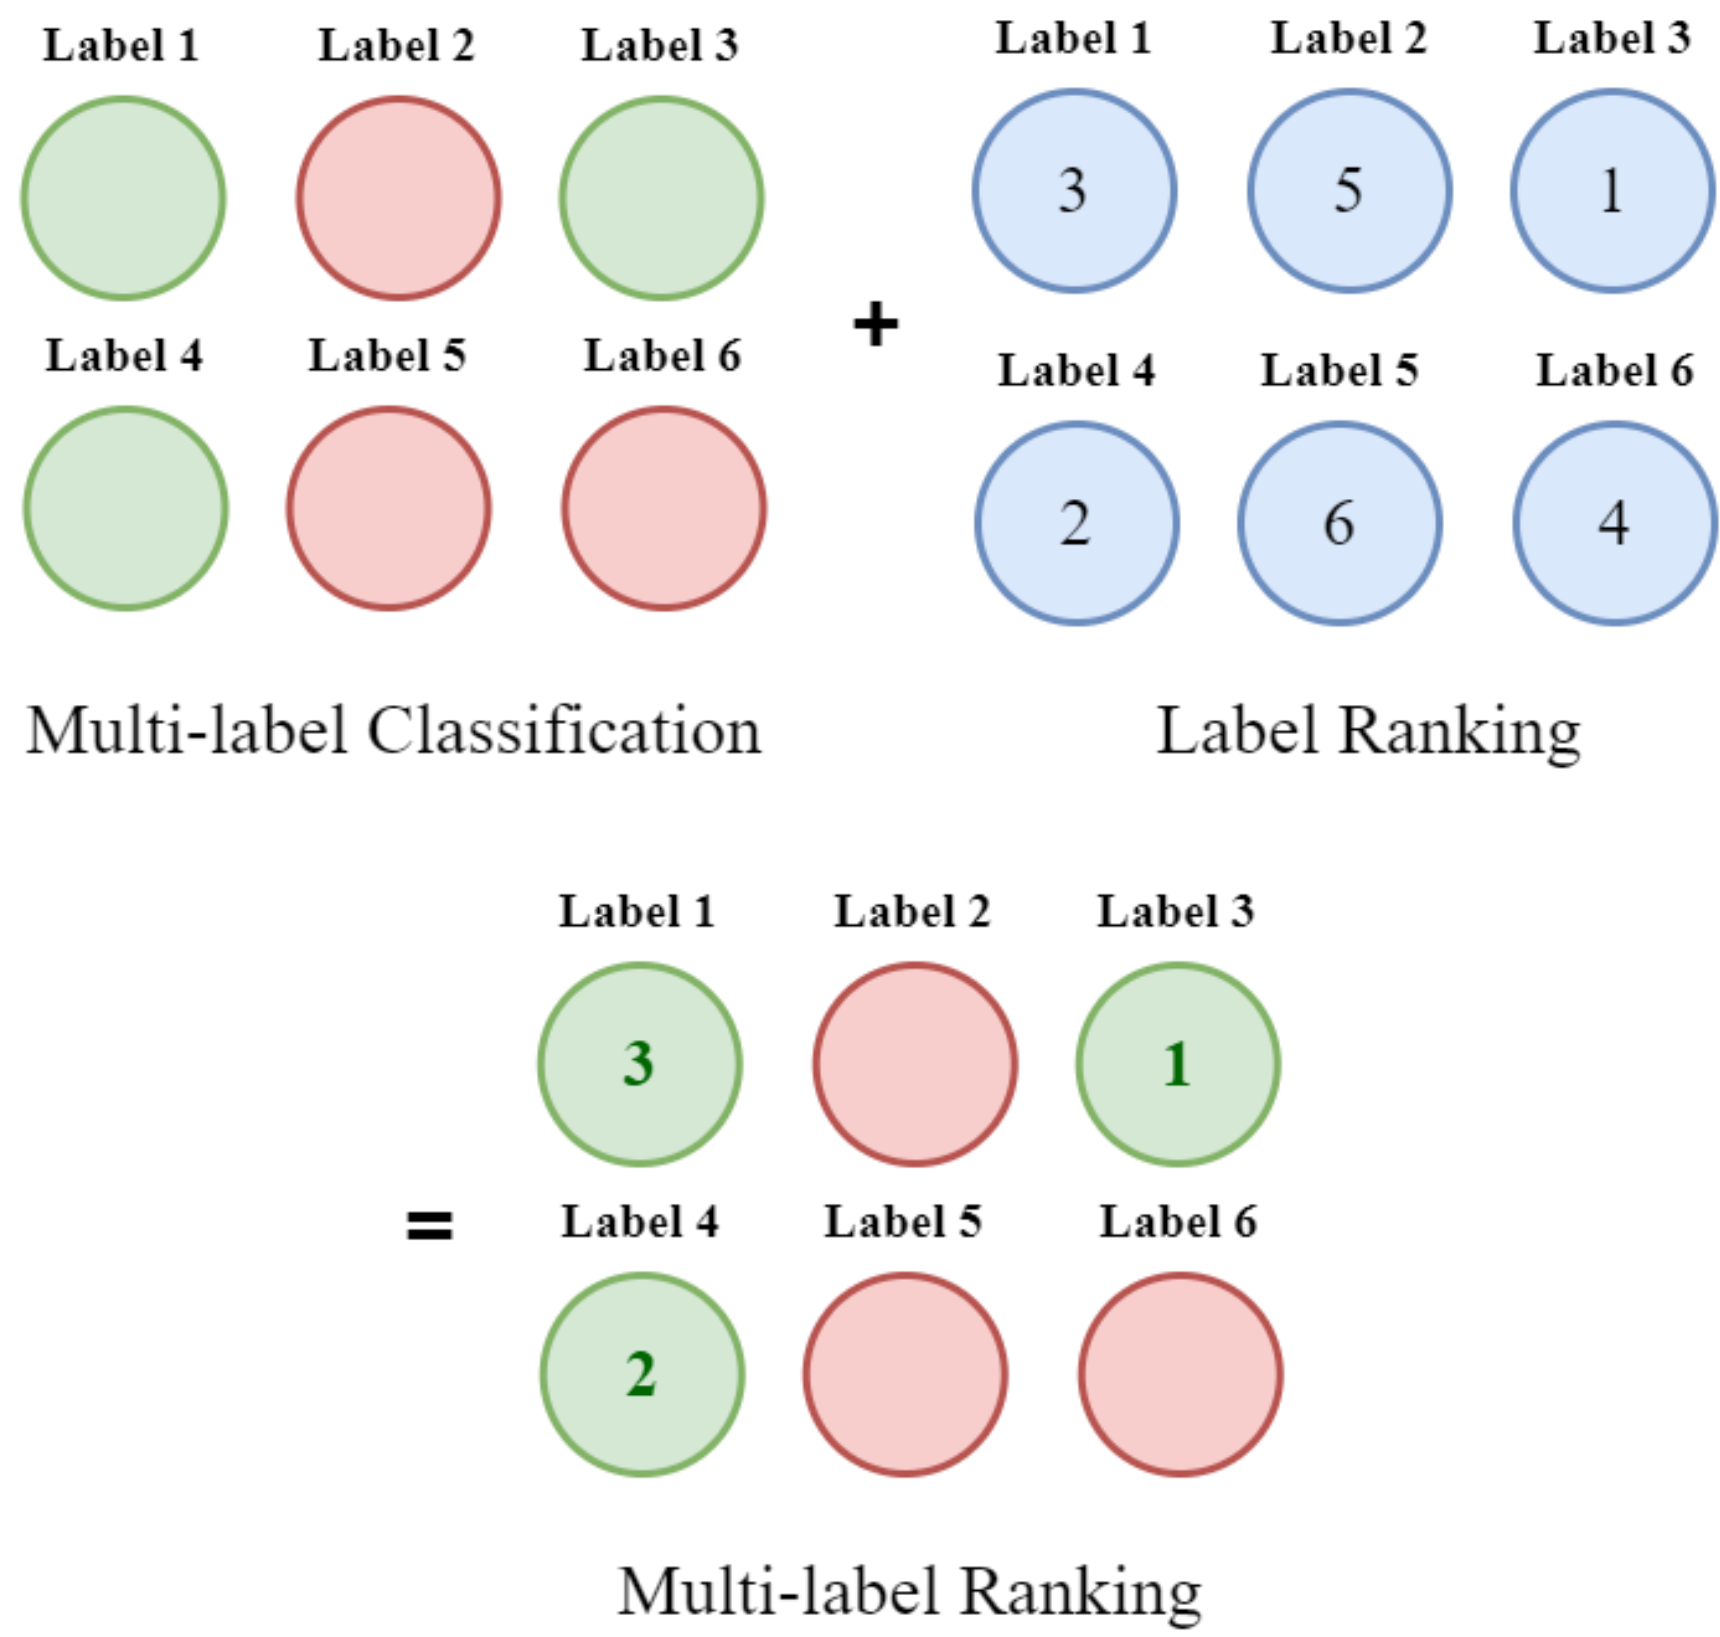 Label 1 Label 2 Label 3
Label 4 Label 5 Label 6
Multi-label Classification
+
Label 1 Label 2 Label 3
3 5 1
Label 4 Label 5 Label 6
2 6 4
Label Ranking
=
Label 1 Label 2 Label 3
3 1
Label 4 Label 5 Label 6
2
Multi-label Ranking